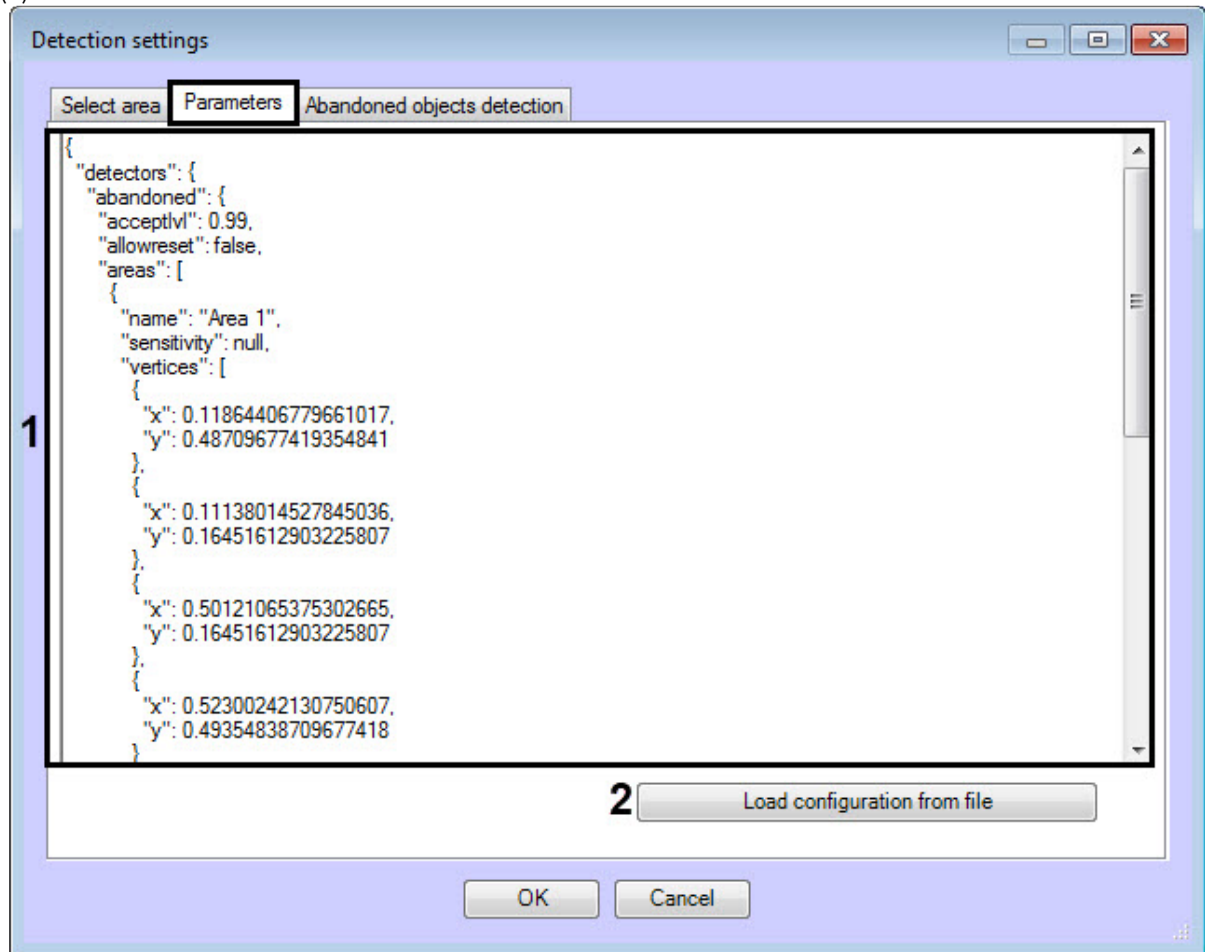 Detection settings
Select area Parameters Abandoned objects detection
{
"detectors": {
"abandoned": {
"acceptlvl": 0.99,
"allowreset": false,
"areas": [
{
"name": "Area 1",
"sensitivity": null,
"vertices": [
{
"x": 0.11864406779661017,
"y": 0.48709677419354841
},
{
"x": 0.11138014527845036,
"y": 0.16451612903225807
},
{
"x": 0.50121065375302665,
"y": 0.16451612903225807
},
{
"x": 0.52300242130750607,
"y": 0.49354838709677418
}
1
2 Load configuration from file
OK Cancel